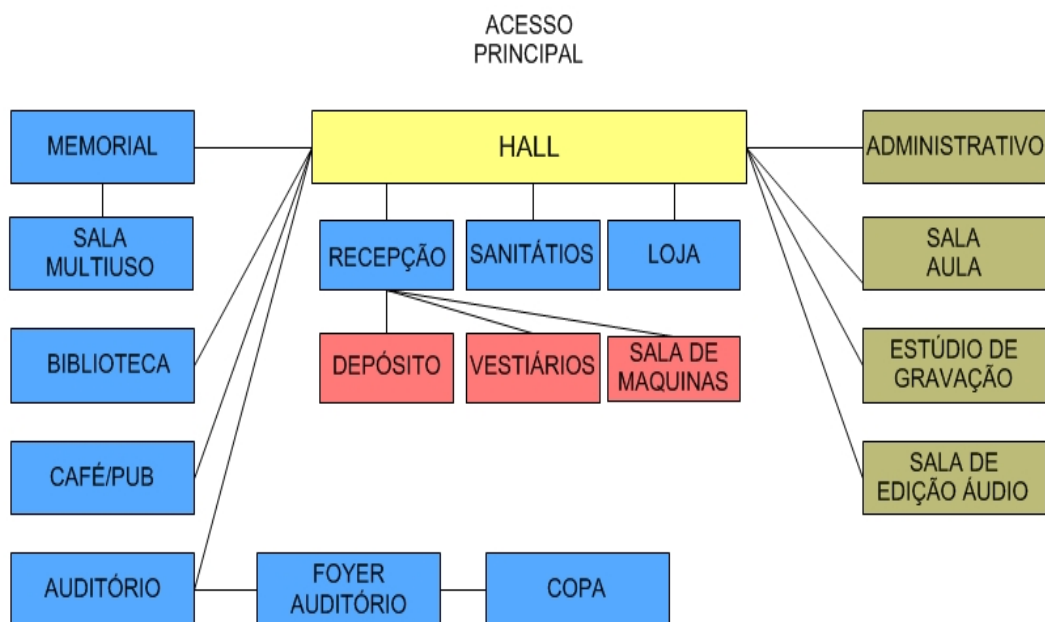 ACESSO
PRINCIPAL
MEMORIAL
HALL
ADMINISTRATIVO
SALA
MULTIUSO
RECEPÇÃO
SANITÁTIOS
LOJA
SALA
AULA
BIBLIOTECA
DEPÓSITO
VESTIÁRIOS
SALA DE
MAQUINAS
ESTÚDIO DE
GRAVAÇÃO
CAFÉ/PUB
SALA DE
EDIÇÃO ÁUDIO
AUDITÓRIO
FOYER
AUDITÓRIO
COPA